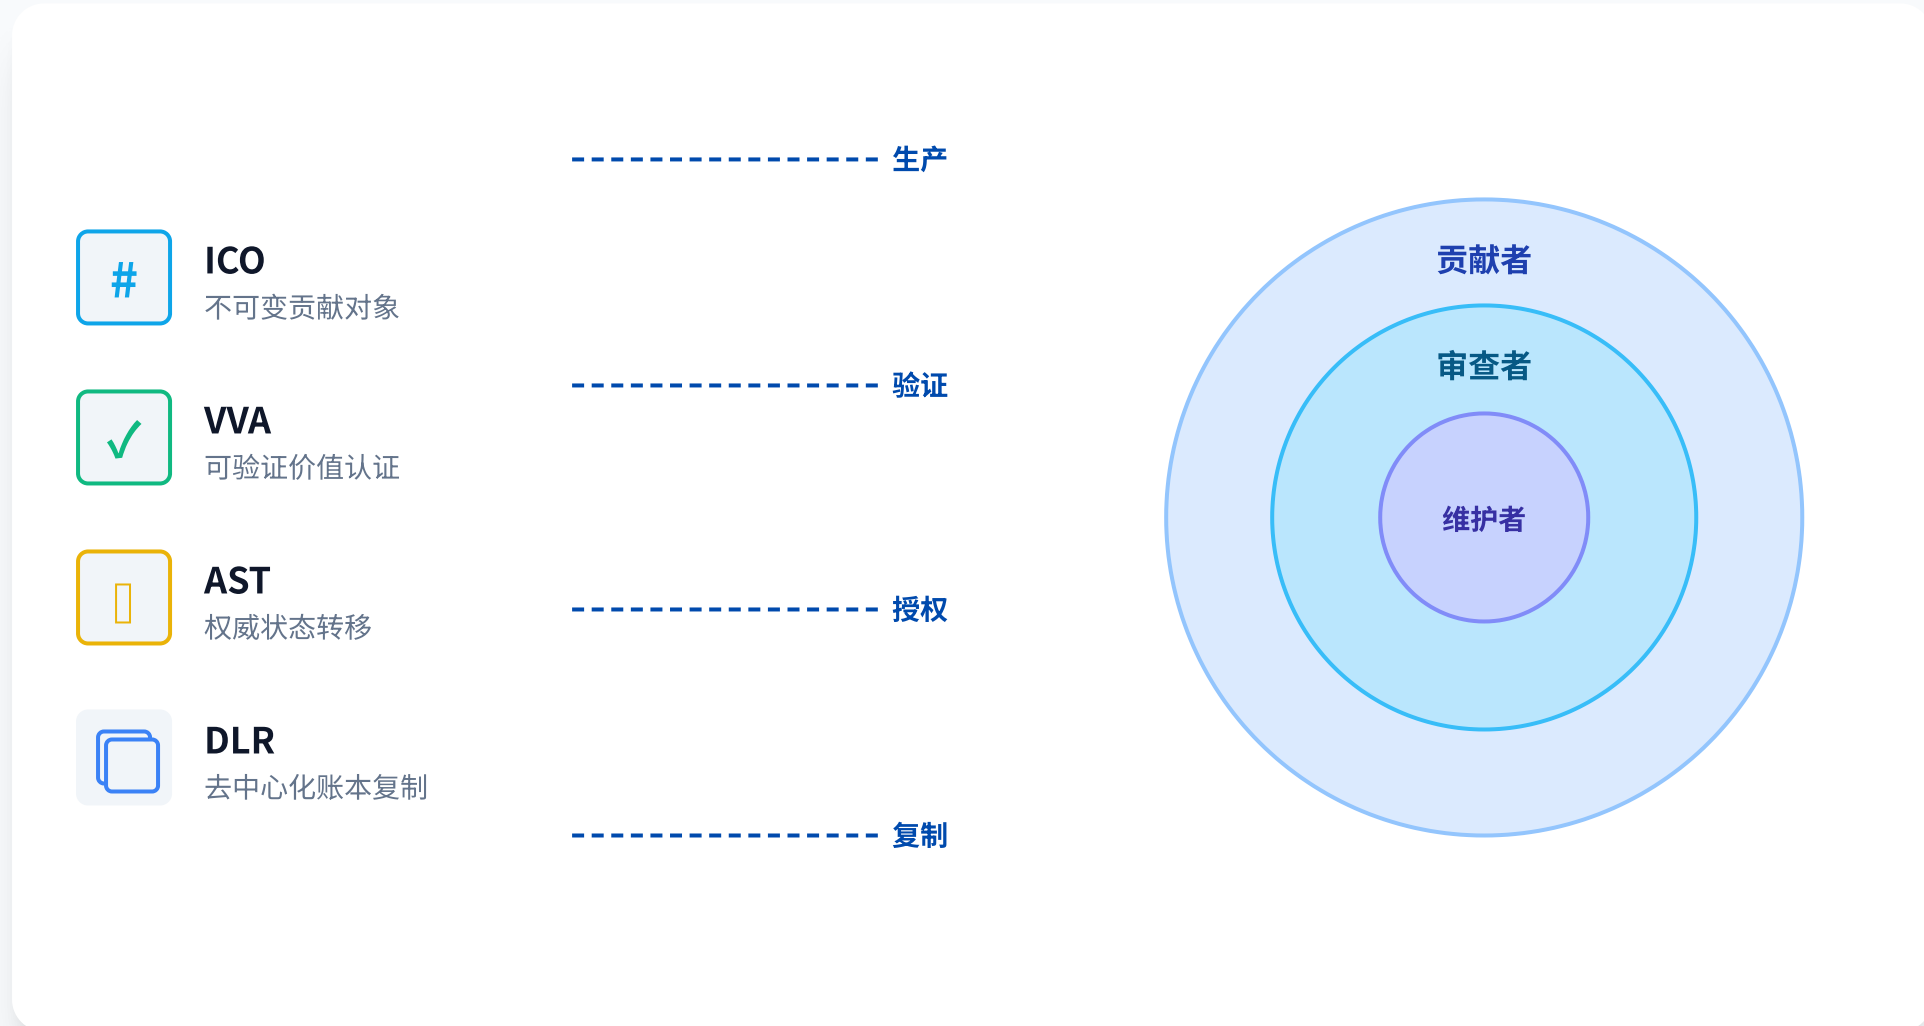 #
ICO
不可变贡献对象
✓
VVA
可验证价值认证
AST
权威状态转移
DLR
去中心化账本复制
生产
验证
授权
复制
贡献者
审查者
维护者